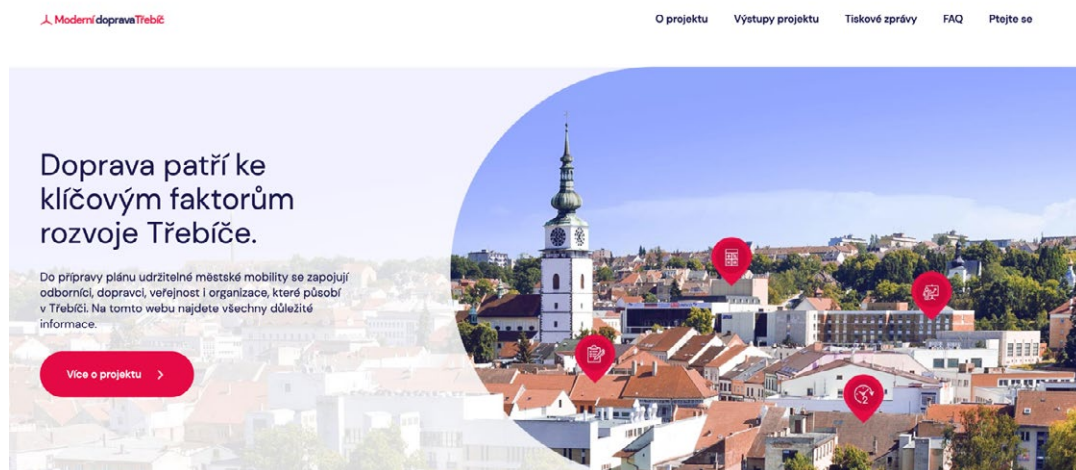 Moderní dopravaTřebíč
O projektu Výstupy projektu Tiskové zprávy FAQ Ptejte se
Doprava patří ke
klíčovým faktorům
rozvoje Třebíče.
Do přípravy plánu udržitelné městské mobility se zapojují
odborníci, dopravci, veřejnost i organizace, které působí
v Třebíči. Na tomto webu najdete všechny důležité
informace.
Více o projektu